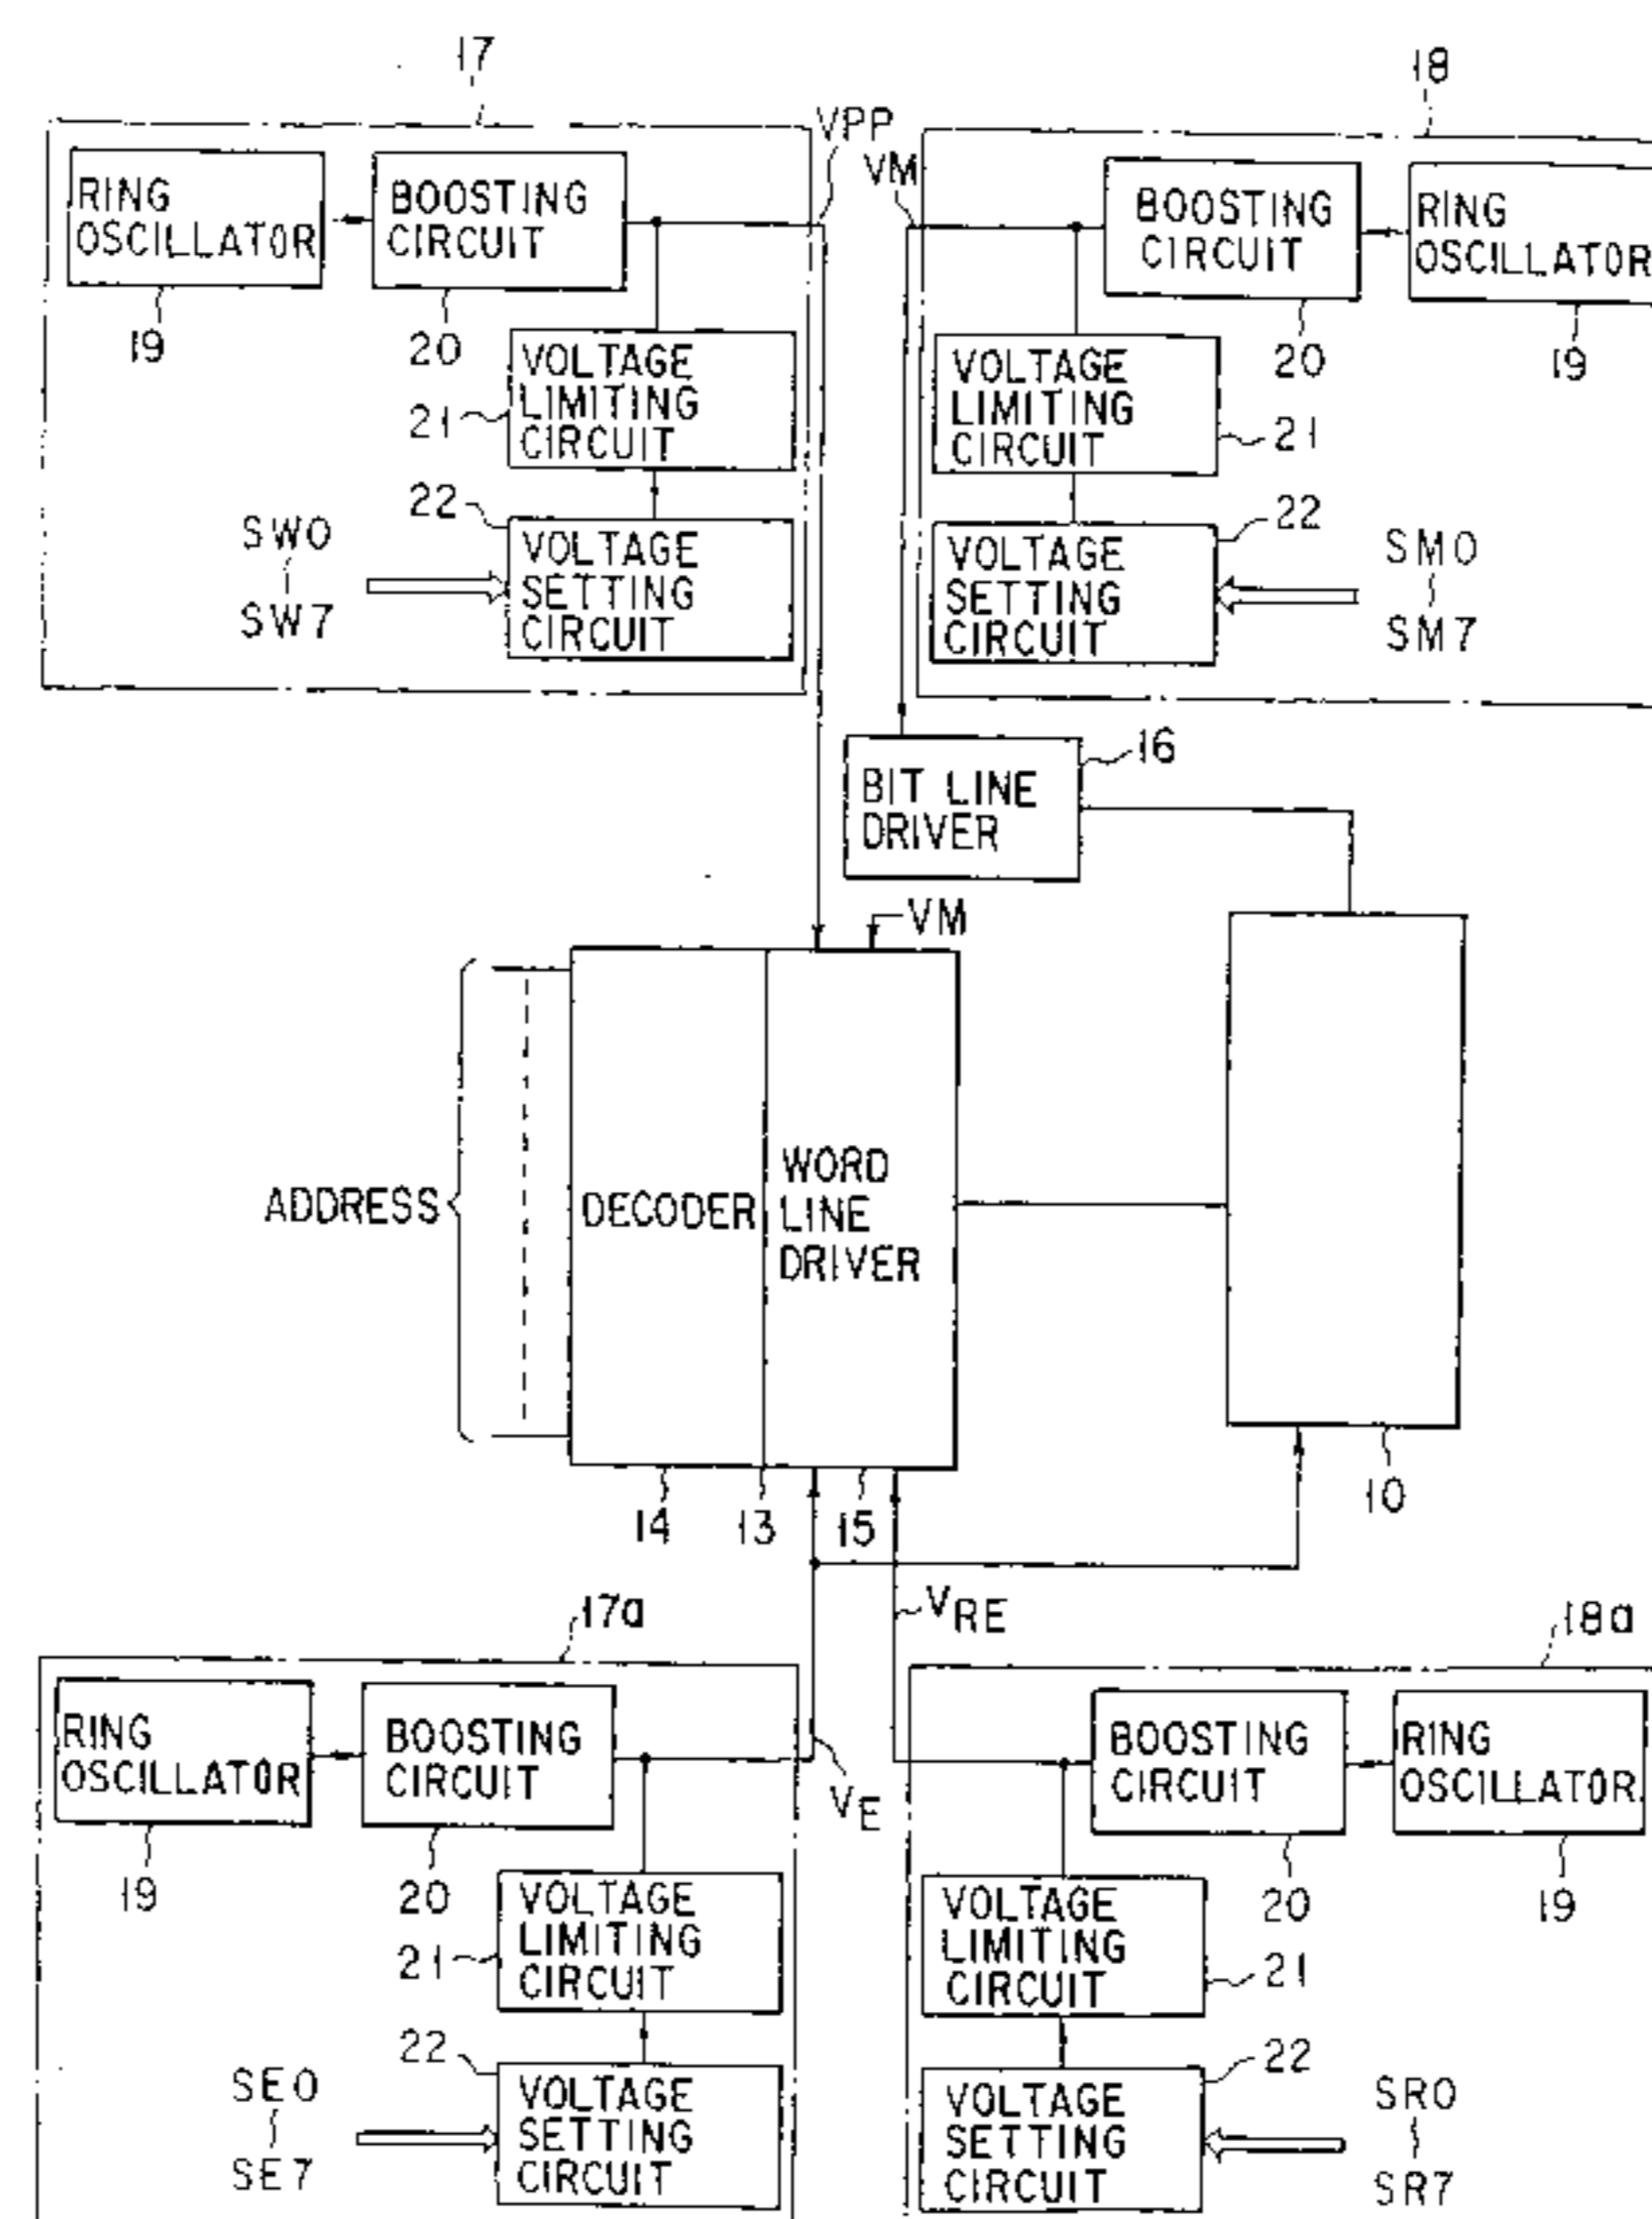 17
18
VPP
VM
RING
OSCILLATOR
BOOSTING
CIRCUIT
BOOSTING
CIRCUIT
RING
OSCILLATOR
19
20
20
19
VOLTAGE
LIMITING
CIRCUIT
21
VOLTAGE
LIMITING
CIRCUIT
21
22
22
SW0
SW7
VOLTAGE
SETTING
CIRCUIT
VOLTAGE
SETTING
CIRCUIT
SM0
SM7
16
BIT LINE
DRIVER
VM
ADDRESS
DECODER
WORD
LINE
DRIVER
14
13
15
10
17a
VRE
18a
RING
OSCILLATOR
BOOSTING
CIRCUIT
VE
BOOSTING
CIRCUIT
RING
OSCILLATOR
19
20
20
19
VOLTAGE
LIMITING
CIRCUIT
21
VOLTAGE
LIMITING
CIRCUIT
21
22
22
SE0
SE7
VOLTAGE
SETTING
CIRCUIT
VOLTAGE
SETTING
CIRCUIT
SR0
SR7